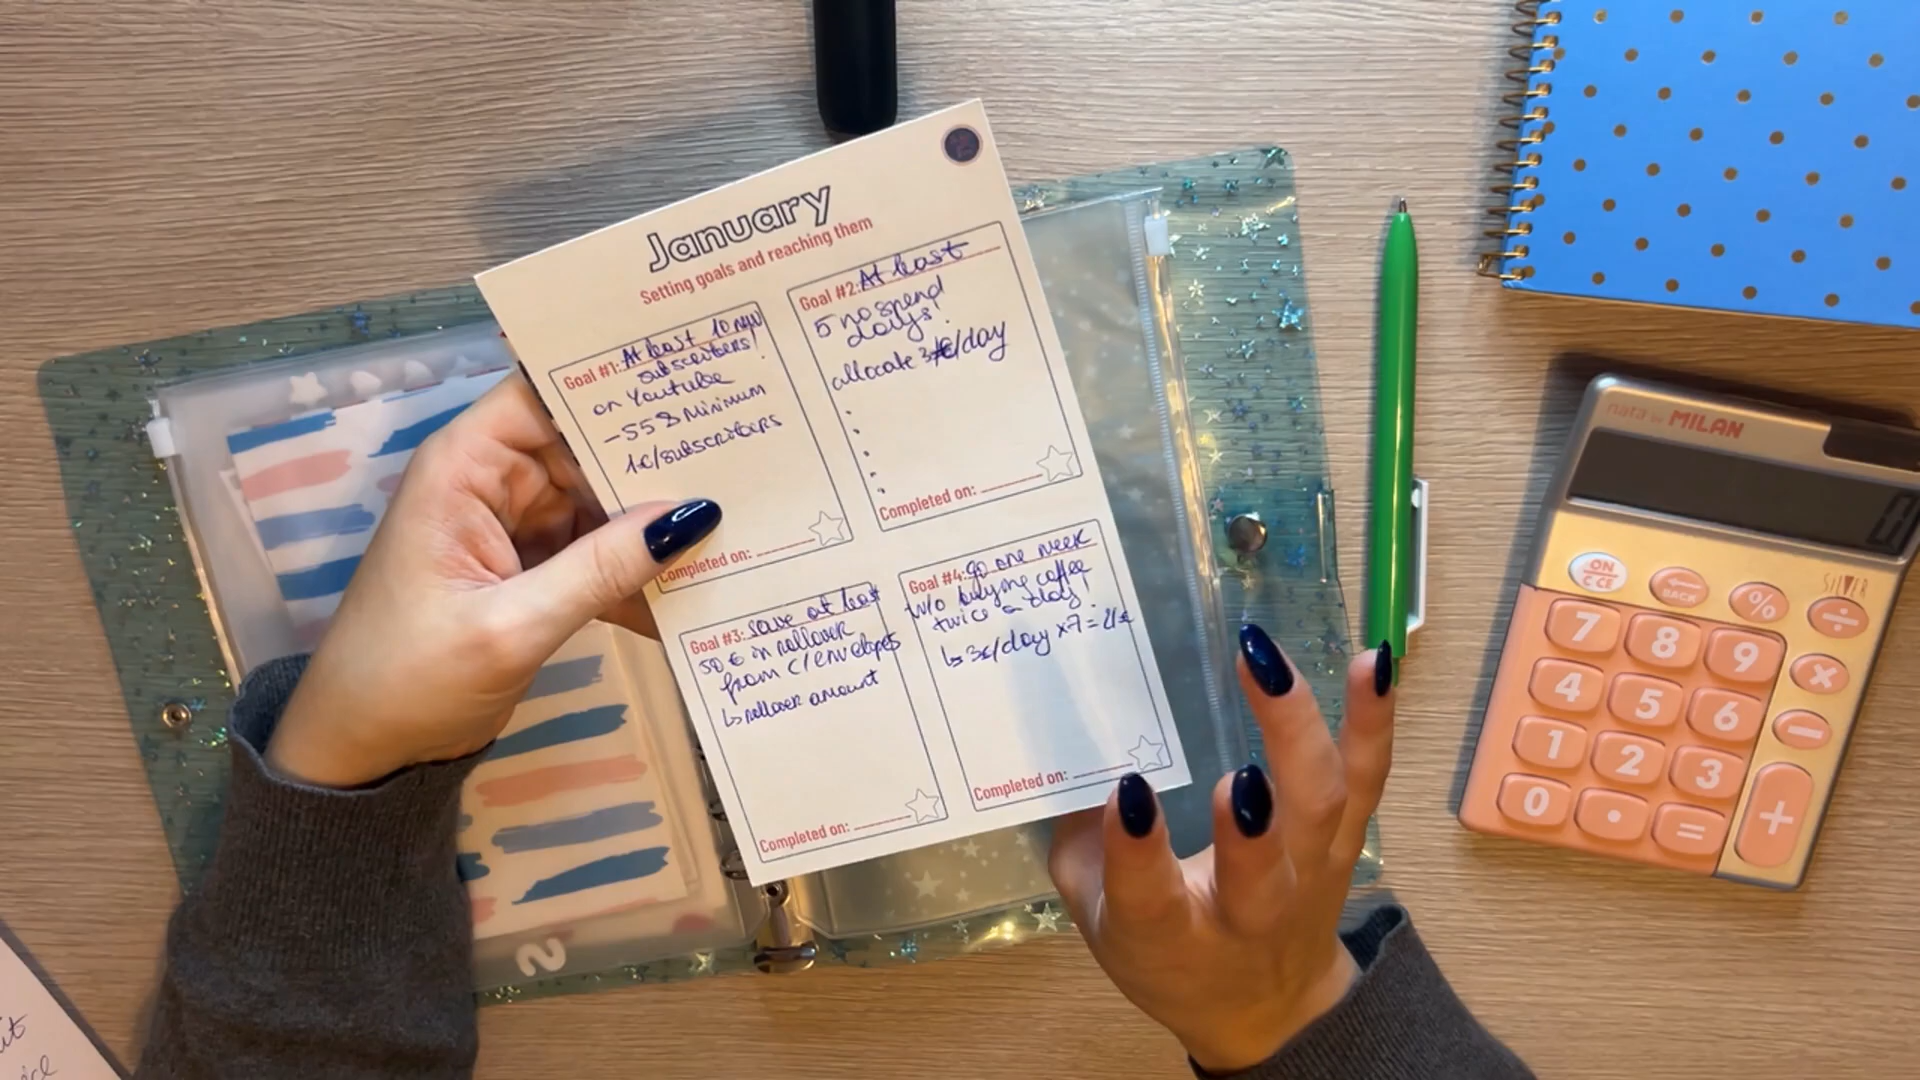 January
Setting goals and reaching them
Goal #1: At least 10 new
subscribers!
on Youtube
- 558 Minimum
1€/subscribers
Completed on:
Goal #2: At least
5 no spend
days!
allocate 3€/day
Completed on:
Goal #3: save at least
50€ in rollover
from c/envelopes
↳ rollover amount
Completed on:
Goal #4: go one week
w/o buying coffee
twice a day!
↳ 3€/day x7 = 21€
Completed on:
2
nata by MILAN
0
SILVER
ON
C CE
BACK
%
÷
7 8 9 ×
4 5 6 −
1 2 3 +
0 . =